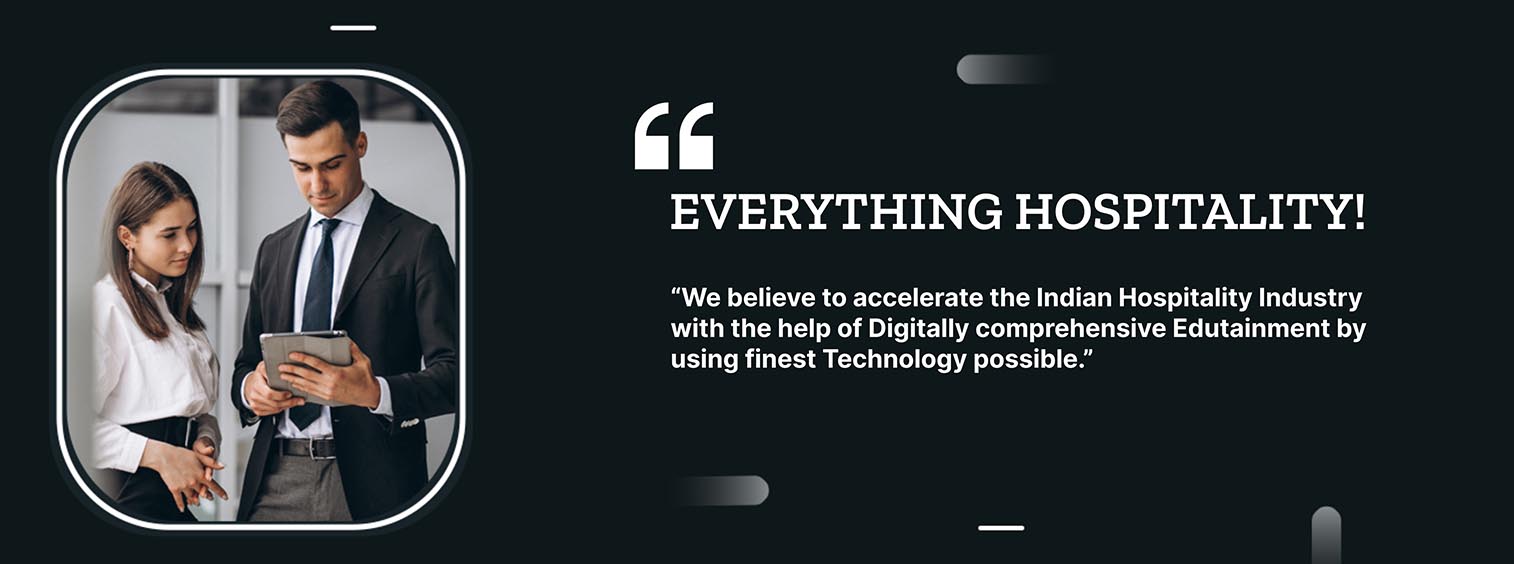 “
EVERYTHING HOSPITALITY!
“We believe to accelerate the Indian Hospitality Industry
with the help of Digitally comprehensive Edutainment by
using finest Technology possible.”